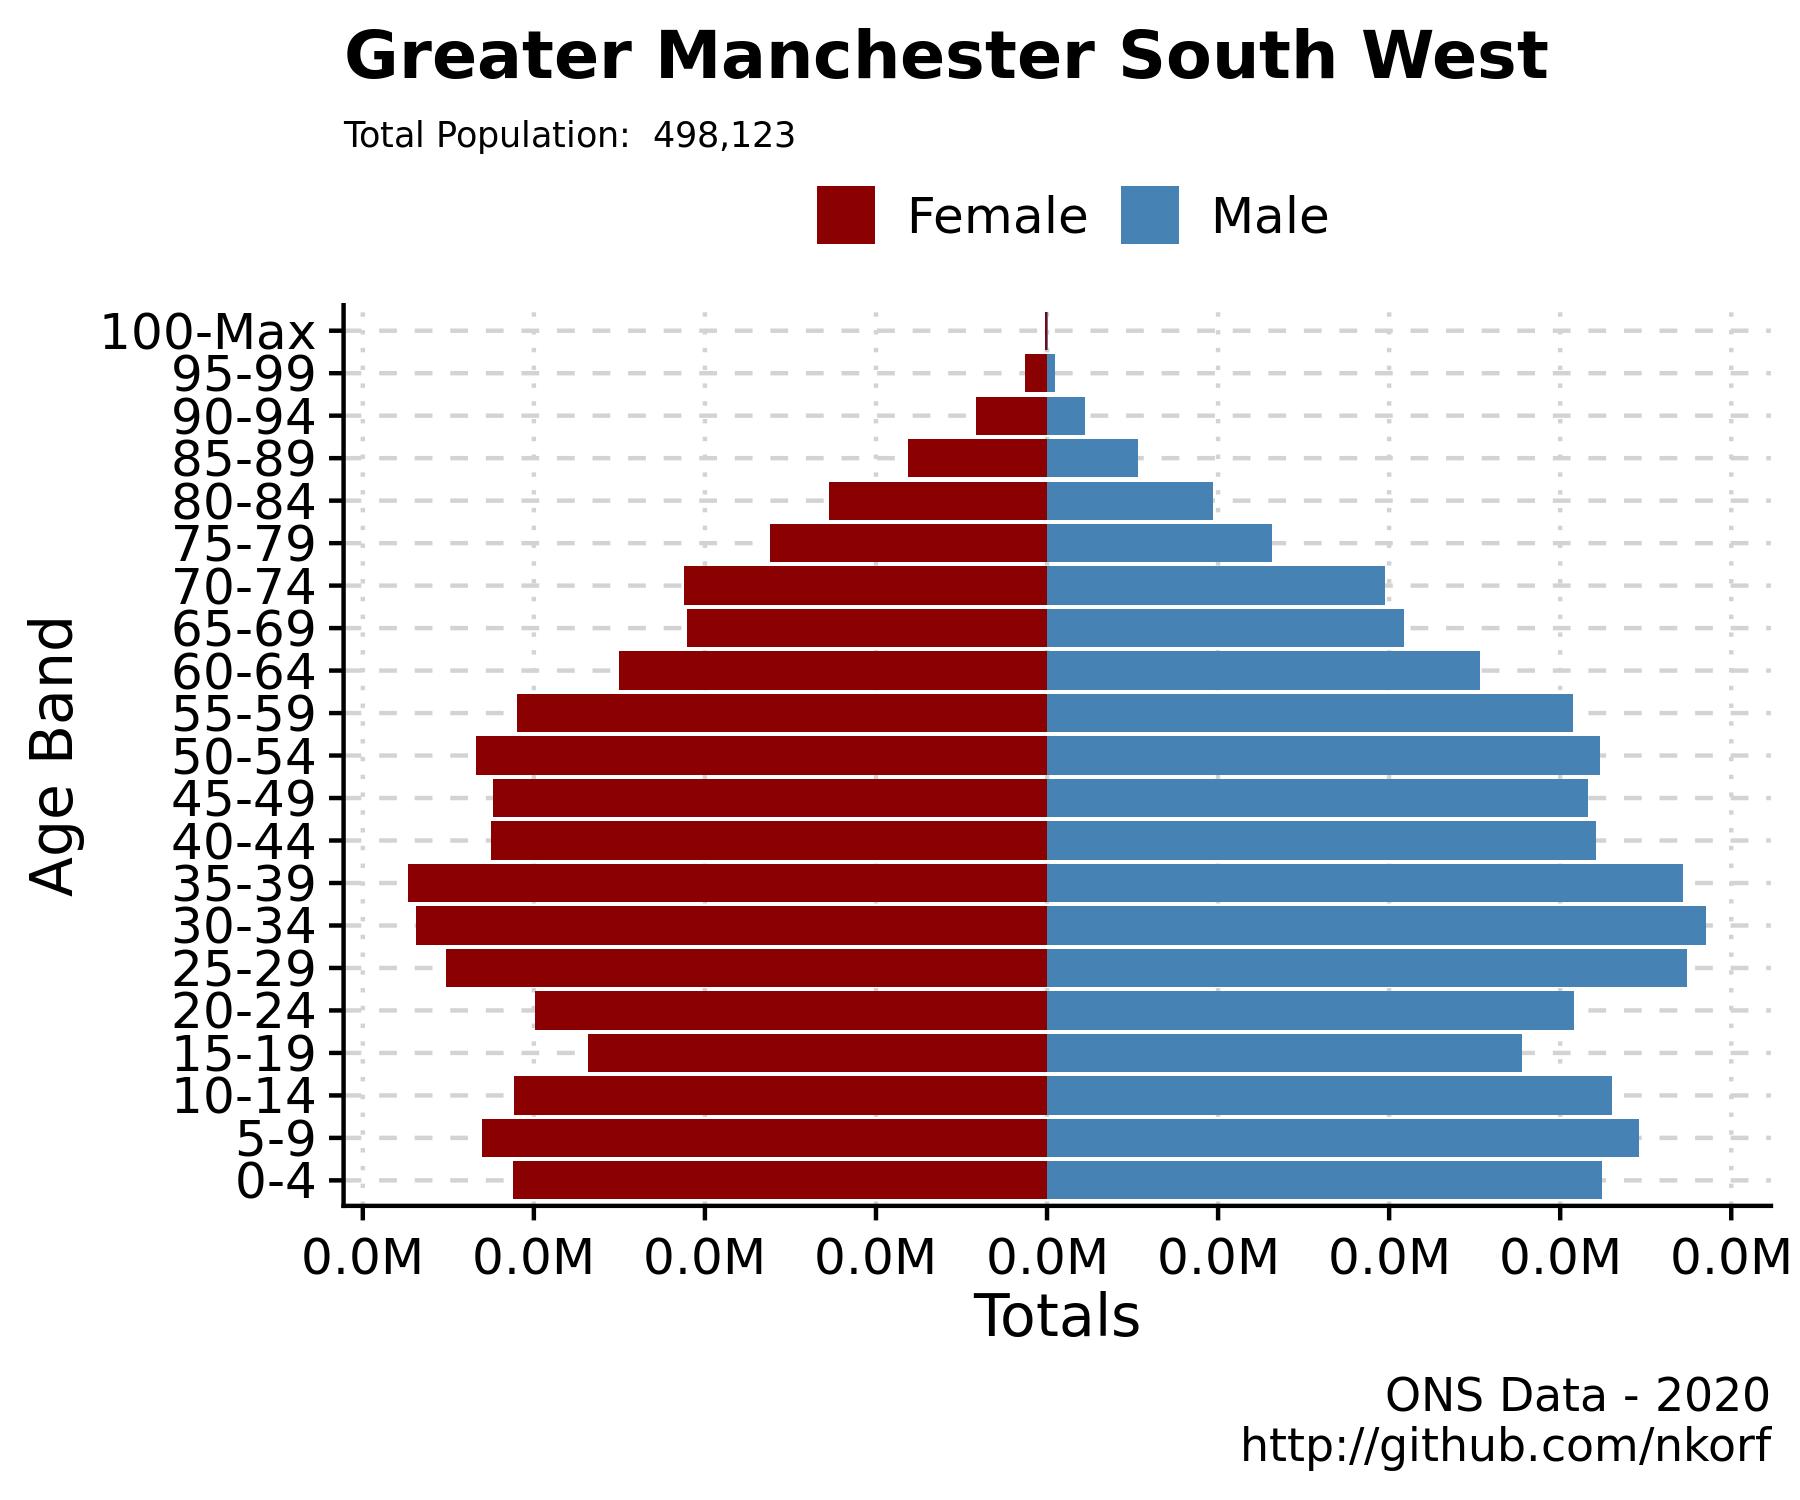 Greater Manchester South West
Total Population:  498,123
Female Male
100-Max
95-99
90-94
85-89
80-84
75-79
70-74
65-69
60-64
55-59
50-54
45-49
40-44
35-39
30-34
25-29
20-24
15-19
10-14
5-9
0-4
Age Band
0.0M 0.0M 0.0M 0.0M 0.0M 0.0M 0.0M 0.0M 0.0M
Totals
ONS Data - 2020
http://github.com/nkorf